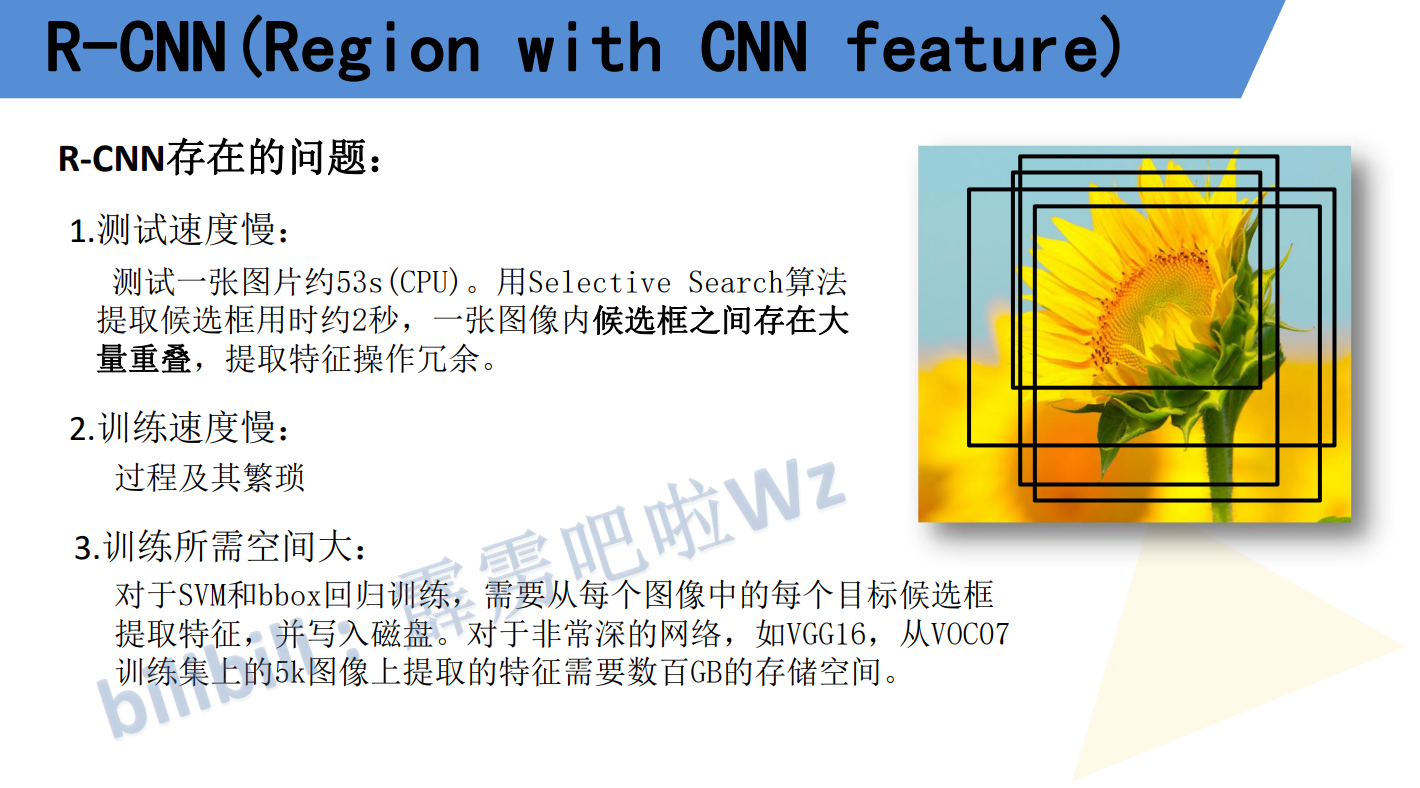 R-CNN(Region with CNN feature)
R-CNN存在的问题：
1.测试速度慢：
测试一张图片约53s(CPU)。用Selective Search算法
提取候选框用时约2秒，一张图像内候选框之间存在大
量重叠，提取特征操作冗余。
2.训练速度慢：
过程及其繁琐
3.训练所需空间大：
对于SVM和bbox回归训练，需要从每个图像中的每个目标候选框
提取特征，并写入磁盘。对于非常深的网络，如VGG16，从VOC07
训练集上的5k图像上提取的特征需要数百GB的存储空间。
bilibili：霹雳吧啦Wz